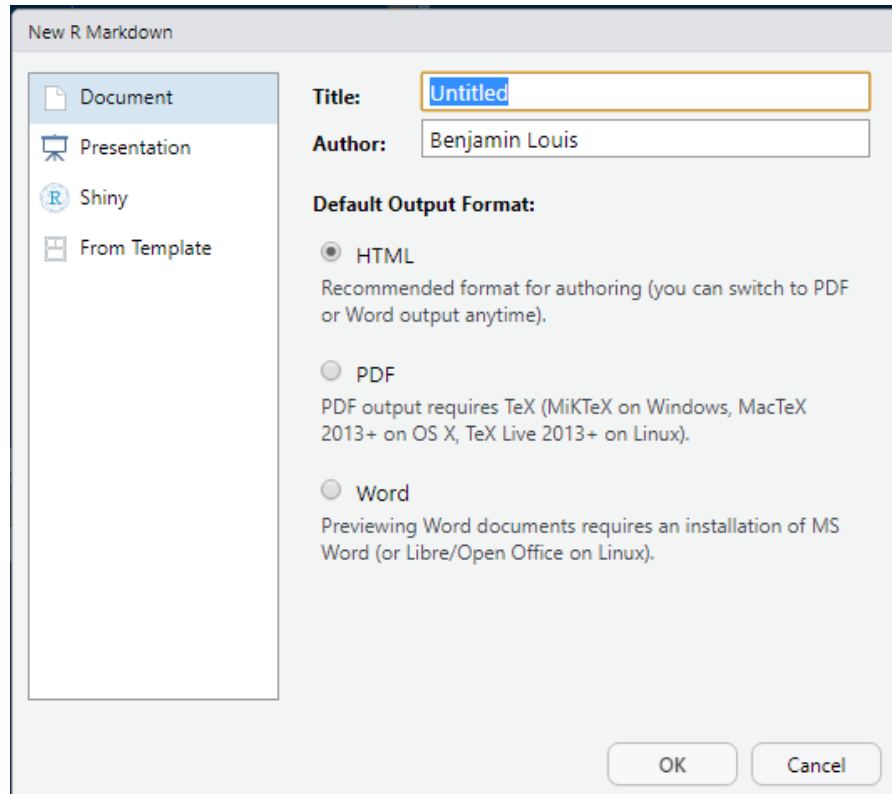 New R Markdown
Document
Presentation
Shiny
From Template
Title:
Untitled
Author:
Benjamin Louis
Default Output Format:
HTML
Recommended format for authoring (you can switch to PDF
or Word output anytime).
PDF
PDF output requires TeX (MiKTeX on Windows, MacTeX
2013+ on OS X, TeX Live 2013+ on Linux).
Word
Previewing Word documents requires an installation of MS
Word (or Libre/Open Office on Linux).
OK
Cancel